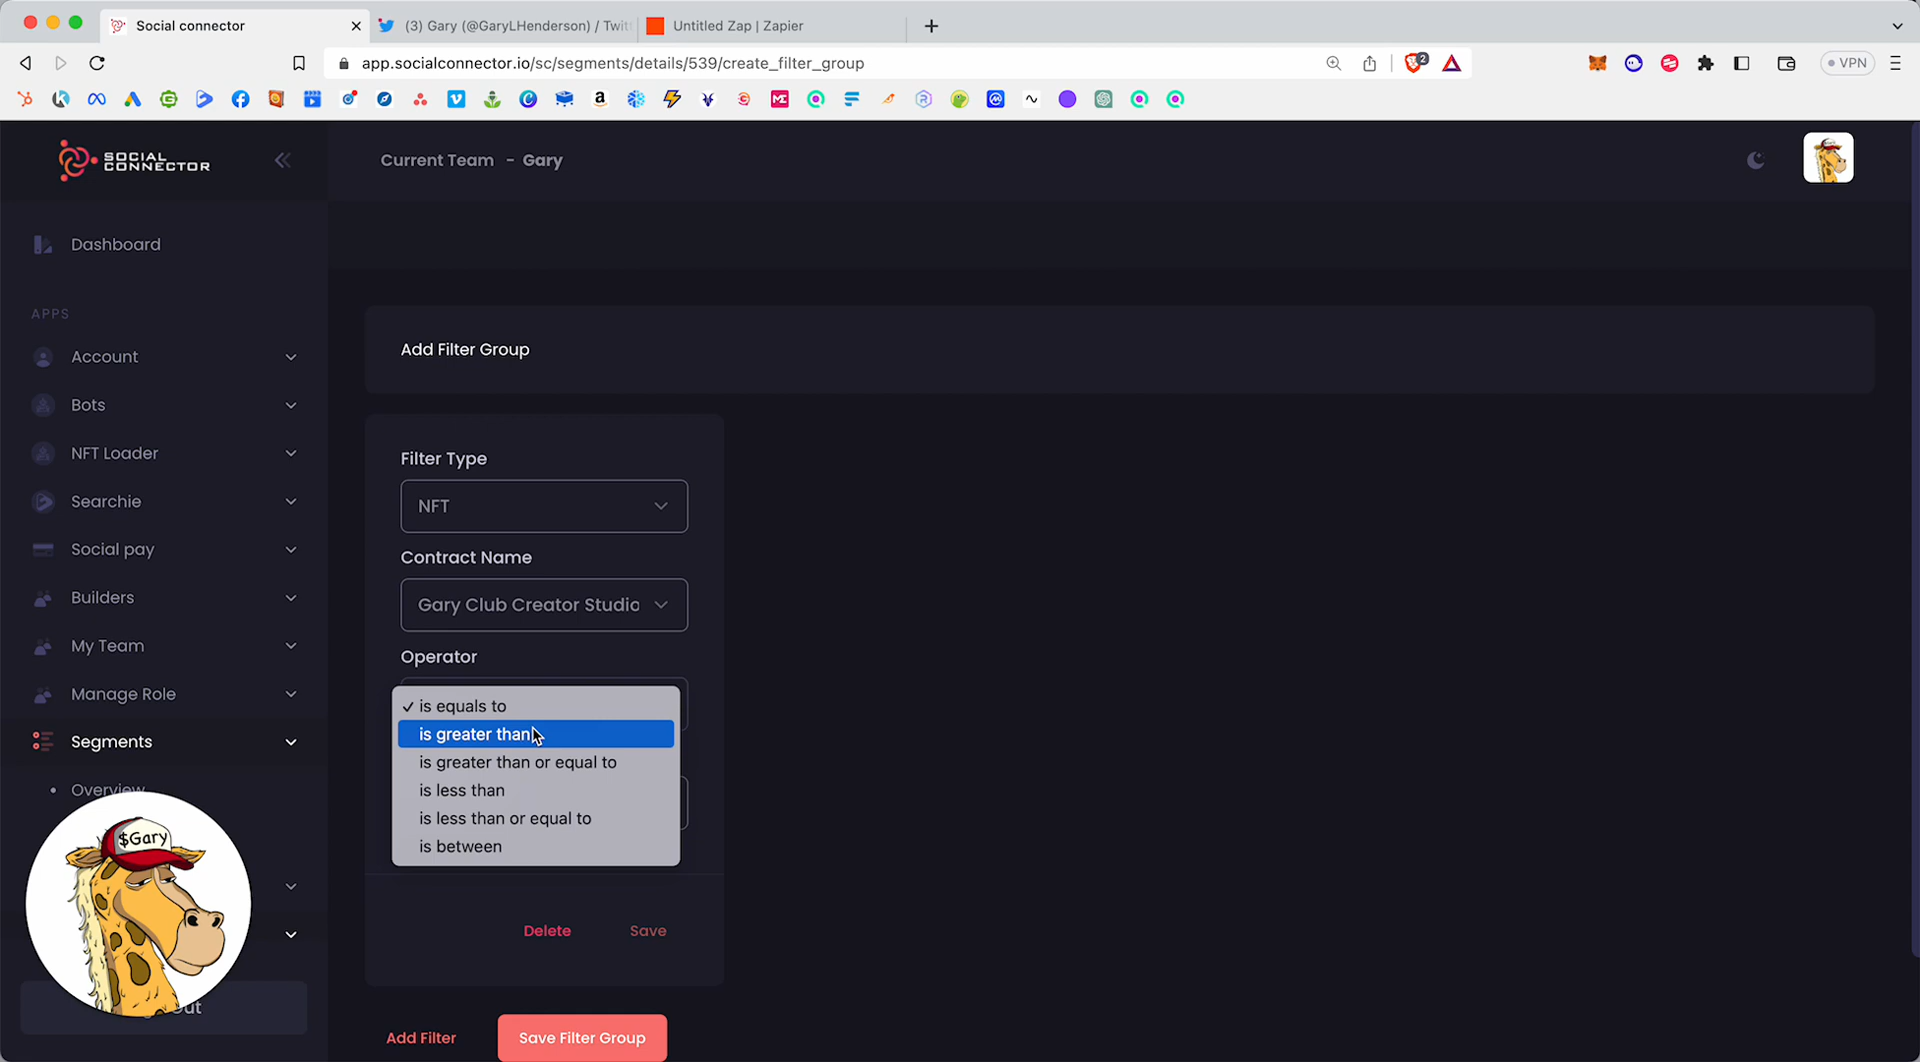 Social connector
(3) Gary (@GaryLHenderson) / Twit
Untitled Zap | Zapier
app.socialconnector.io/sc/segments/details/539/create_filter_group
2
VPN
SOCIAL
CONNECTOR
Current Team - Gary
Dashboard
APPS
Account
Bots
NFT Loader
Searchie
Social pay
Builders
My Team
Manage Role
Segments
Overview
Add Filter Group
Filter Type
NFT
Contract Name
Gary Club Creator Studio
Operator
✓ is equals to
is greater than
is greater than or equal to
is less than
is less than or equal to
is between
Delete
Save
Add Filter
Save Filter Group
$Gary
Out